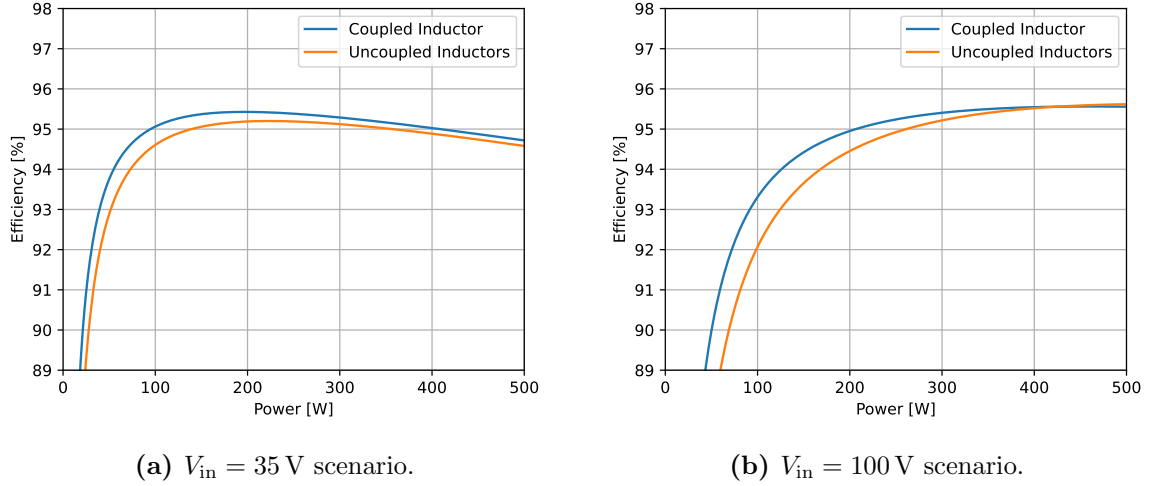 98
97
96
95
94
93
92
91
90
89
Efficiency [%]
Coupled Inductor
Uncoupled Inductors
0 100 200 300 400 500
Power [W]
(a) V_in = 35 V scenario.
98
97
96
95
94
93
92
91
90
89
Efficiency [%]
Coupled Inductor
Uncoupled Inductors
0 100 200 300 400 500
Power [W]
(b) V_in = 100 V scenario.